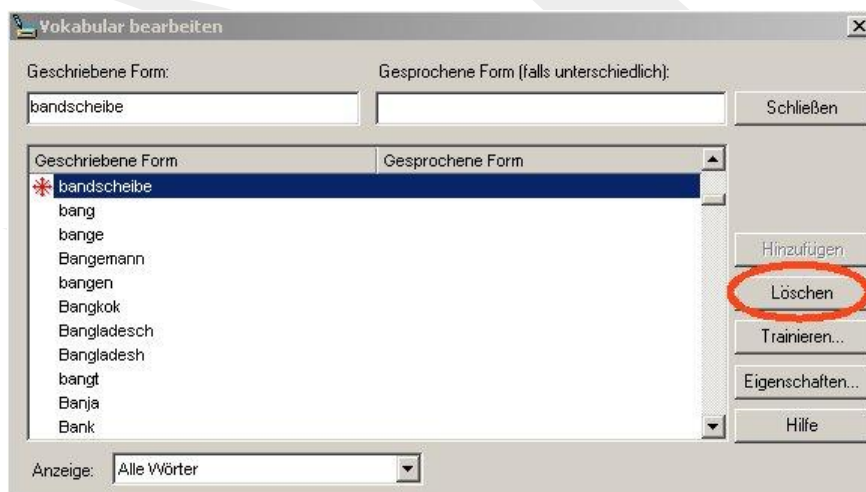 Vokabular bearbeiten
Geschriebene Form: Gesprochene Form (falls unterschiedlich):
bandscheibe Schließen
Geschriebene Form Gesprochene Form
bandscheibe
bang
bange
Bangemann
Hinzufügen
bangen
Löschen
Bangkok
Bangladesch
Trainieren...
Bangladesh
bangt
Eigenschaften...
Banja
Bank
Hilfe
Anzeige: Alle Wörter